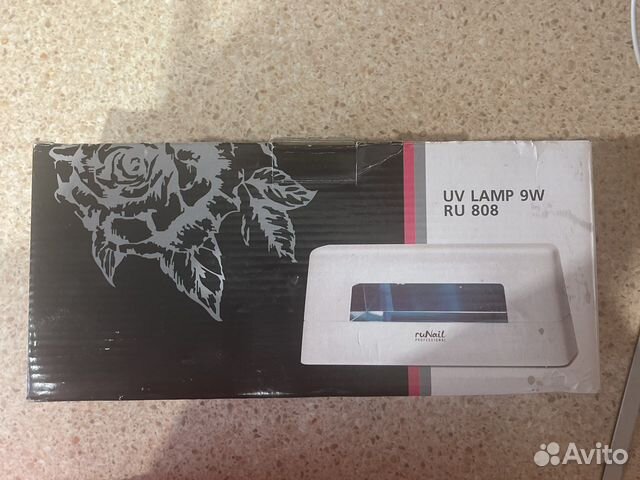 UV LAMP 9W
RU 808
ruNail
PROFESSIONAL
Avito